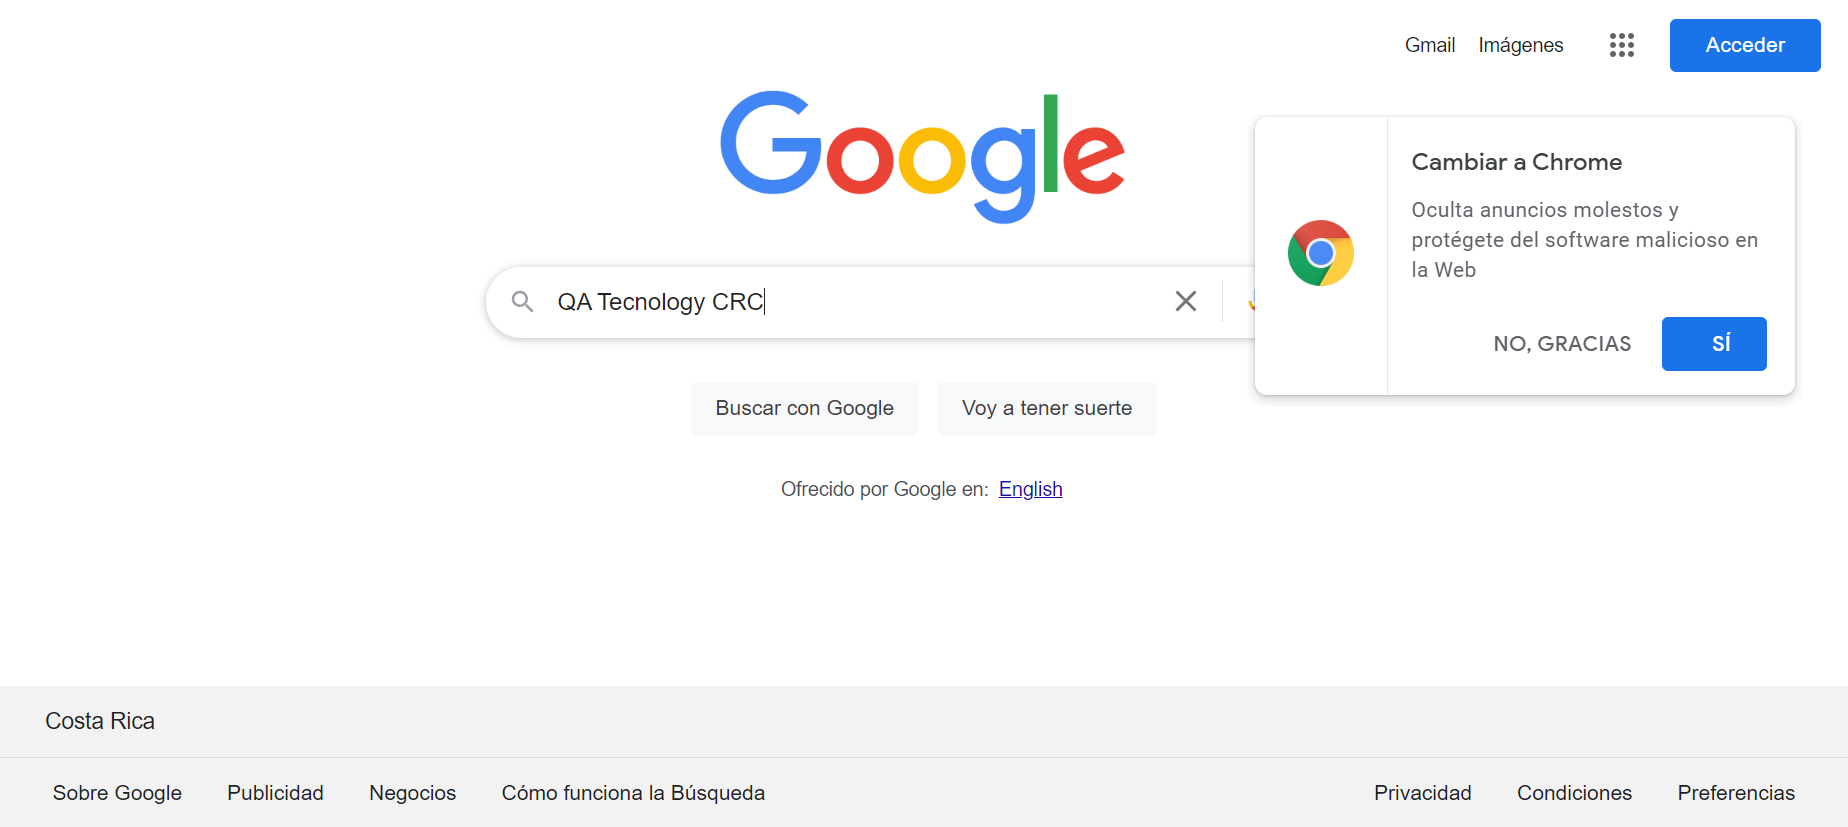 Gmail Imágenes Acceder
Google
Cambiar a Chrome
Oculta anuncios molestos y
protégete del software malicioso en
la Web
NO, GRACIAS SÍ
QA Tecnology CRC
Buscar con Google Voy a tener suerte
Ofrecido por Google en: English
Costa Rica
Sobre Google Publicidad Negocios Cómo funciona la Búsqueda Privacidad Condiciones Preferencias